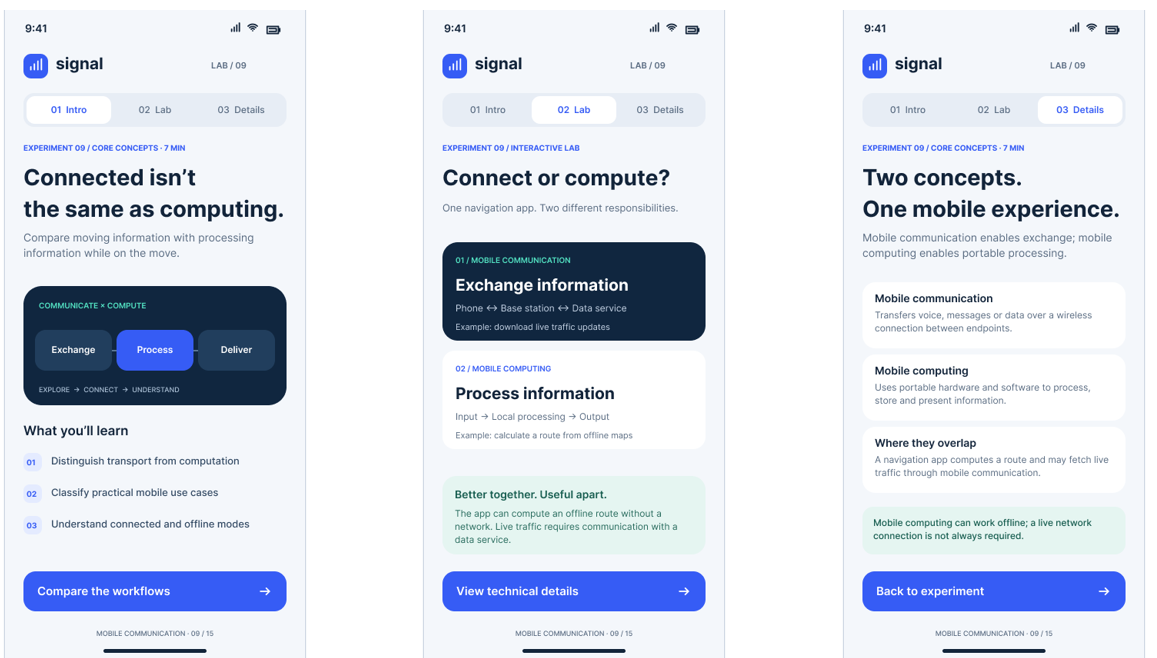 9:41
signal
LAB / 09
01 Intro
02 Lab
03 Details
EXPERIMENT 09 / CORE CONCEPTS · 7 MIN
Connected isn’t
the same as computing.
Compare moving information with processing
information while on the move.
COMMUNICATE × COMPUTE
Exchange
Process
Deliver
EXPLORE → CONNECT → UNDERSTAND
What you’ll learn
01 Distinguish transport from computation
02 Classify practical mobile use cases
03 Understand connected and offline modes
Compare the workflows →
MOBILE COMMUNICATION · 09 / 15
9:41
signal
LAB / 09
01 Intro
02 Lab
03 Details
EXPERIMENT 09 / INTERACTIVE LAB
Connect or compute?
One navigation app. Two different responsibilities.
01 / MOBILE COMMUNICATION
Exchange information
Phone ↔ Base station ↔ Data service
Example: download live traffic updates
02 / MOBILE COMPUTING
Process information
Input → Local processing → Output
Example: calculate a route from offline maps
Better together. Useful apart.
The app can compute an offline route without a
network. Live traffic requires communication with a
data service.
View technical details →
MOBILE COMMUNICATION · 09 / 15
9:41
signal
LAB / 09
01 Intro
02 Lab
03 Details
EXPERIMENT 09 / CORE CONCEPTS · 7 MIN
Two concepts.
One mobile experience.
Mobile communication enables exchange; mobile
computing enables portable processing.
Mobile communication
Transfers voice, messages or data over a wireless
connection between endpoints.
Mobile computing
Uses portable hardware and software to process,
store and present information.
Where they overlap
A navigation app computes a route and may fetch live
traffic through mobile communication.
Mobile computing can work offline; a live network
connection is not always required.
Back to experiment →
MOBILE COMMUNICATION · 09 / 15